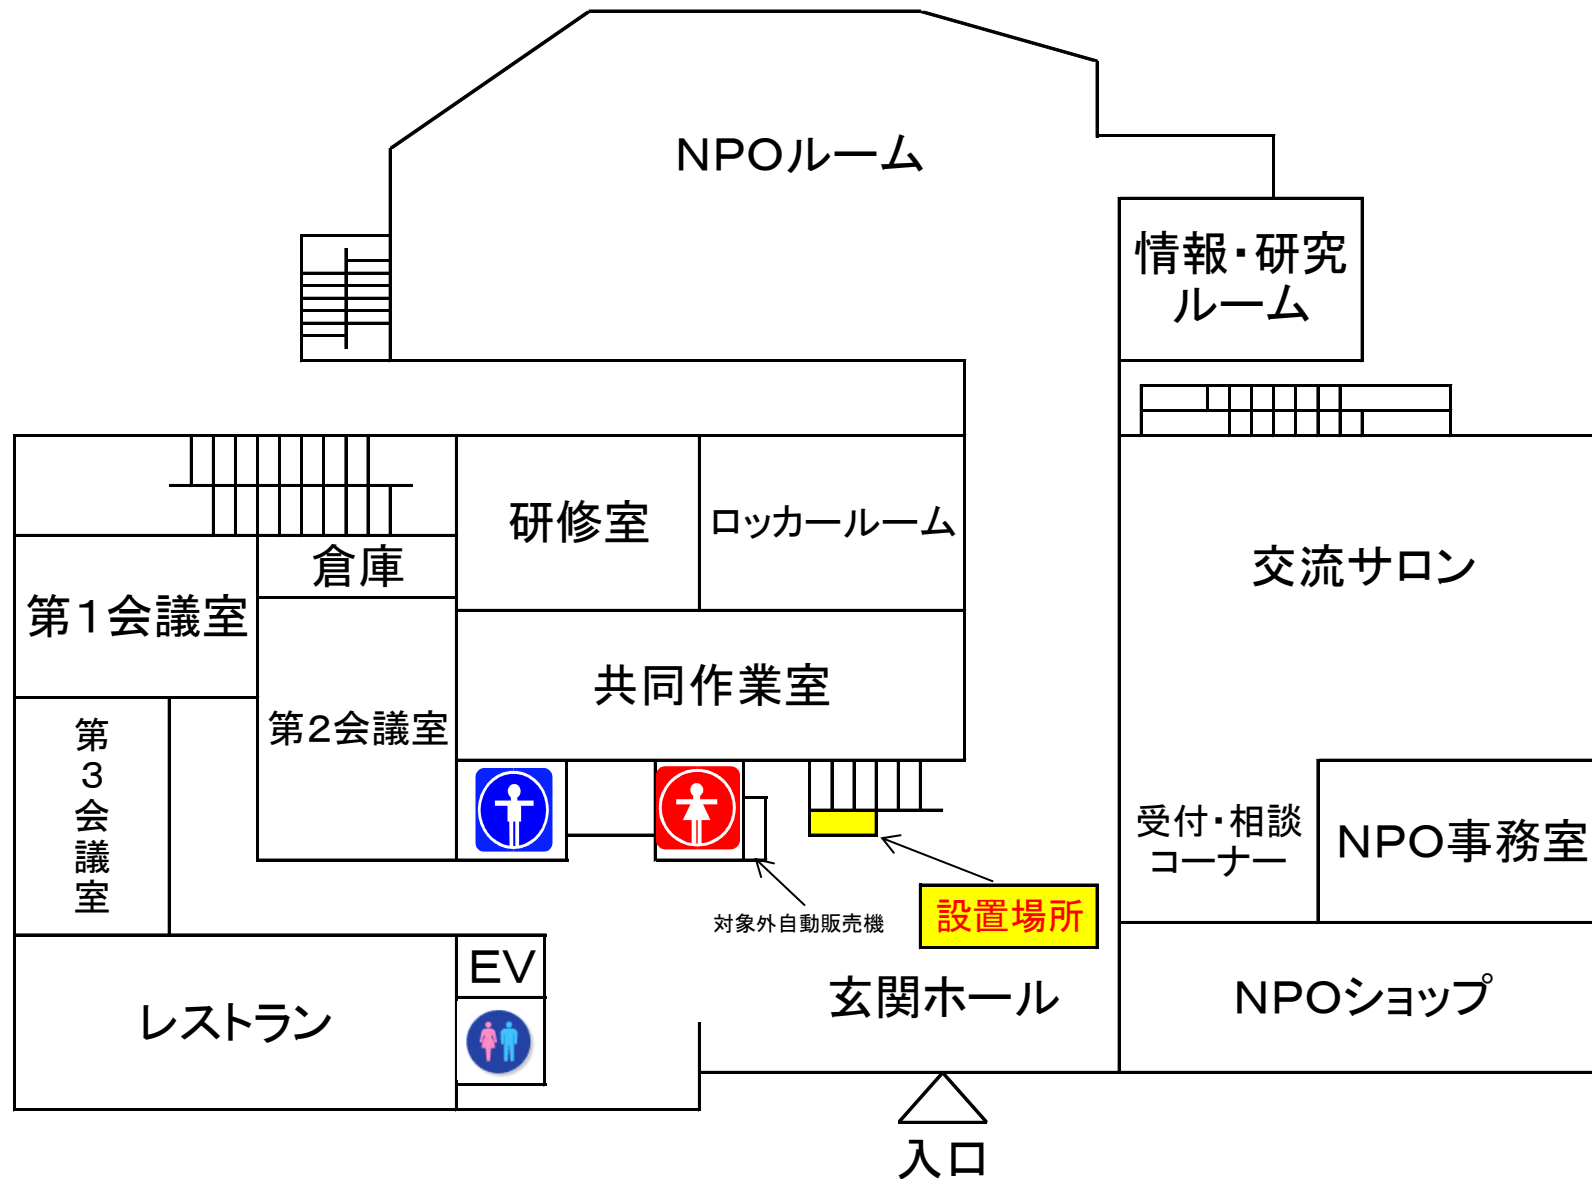 NPOルーム
情報・研究
ルーム
研修室
ロッカールーム
倉庫
第1会議室
交流サロン
共同作業室
第2会議室
第3会議室
受付・相談
コーナー
NPO事務室
対象外自動販売機
設置場所
EV
玄関ホール
NPOショップ
レストラン
入口